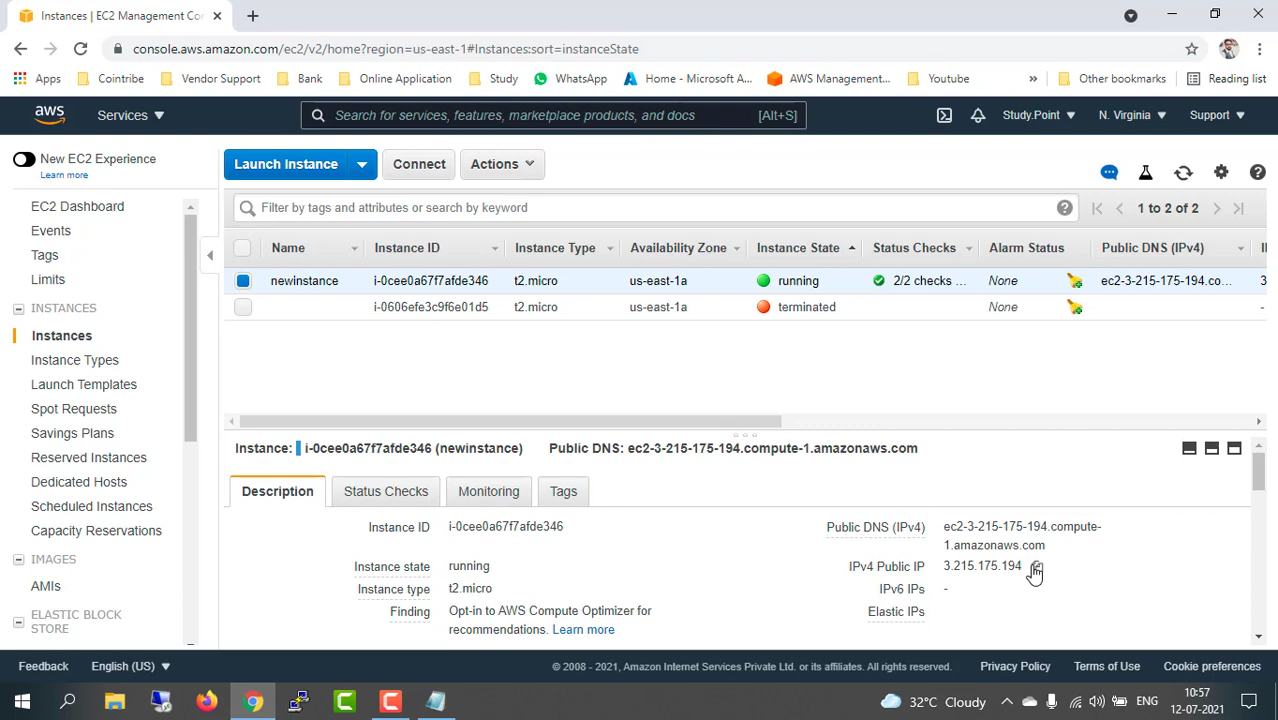 Instances | EC2 Management Con
console.aws.amazon.com/ec2/v2/home?region=us-east-1#Instances:sort=instanceState
Apps Cointribe Vendor Support Bank Online Application Study WhatsApp Home - Microsoft A... AWS Management... Youtube » Other bookmarks Reading list
aws Services Search for services, features, marketplace products, and docs [Alt+S] Study.Point N. Virginia Support
New EC2 Experience
Learn more
Launch Instance Connect Actions
EC2 Dashboard
Events
Tags
Limits
INSTANCES
Instances
Instance Types
Launch Templates
Spot Requests
Savings Plans
Reserved Instances
Dedicated Hosts
Scheduled Instances
Capacity Reservations
IMAGES
AMIs
ELASTIC BLOCK
STORE
Filter by tags and attributes or search by keyword 1 to 2 of 2
Name Instance ID Instance Type Availability Zone Instance State Status Checks Alarm Status Public DNS (IPv4)
newinstance i-0cee0a67f7afde346 t2.micro us-east-1a running 2/2 checks ... None ec2-3-215-175-194.co... 3
i-0606efe3c9f6e01d5 t2.micro us-east-1a terminated None -
Instance: i-0cee0a67f7afde346 (newinstance) Public DNS: ec2-3-215-175-194.compute-1.amazonaws.com
Description Status Checks Monitoring Tags
Instance ID i-0cee0a67f7afde346
Instance state running
Instance type t2.micro
Finding Opt-in to AWS Compute Optimizer for
recommendations. Learn more
Public DNS (IPv4) ec2-3-215-175-194.compute-
1.amazonaws.com
IPv4 Public IP 3.215.175.194
IPv6 IPs -
Elastic IPs
Feedback English (US) © 2008 - 2021, Amazon Internet Services Private Ltd. or its affiliates. All rights reserved. Privacy Policy Terms of Use Cookie preferences
32°C Cloudy ENG 10:57
12-07-2021